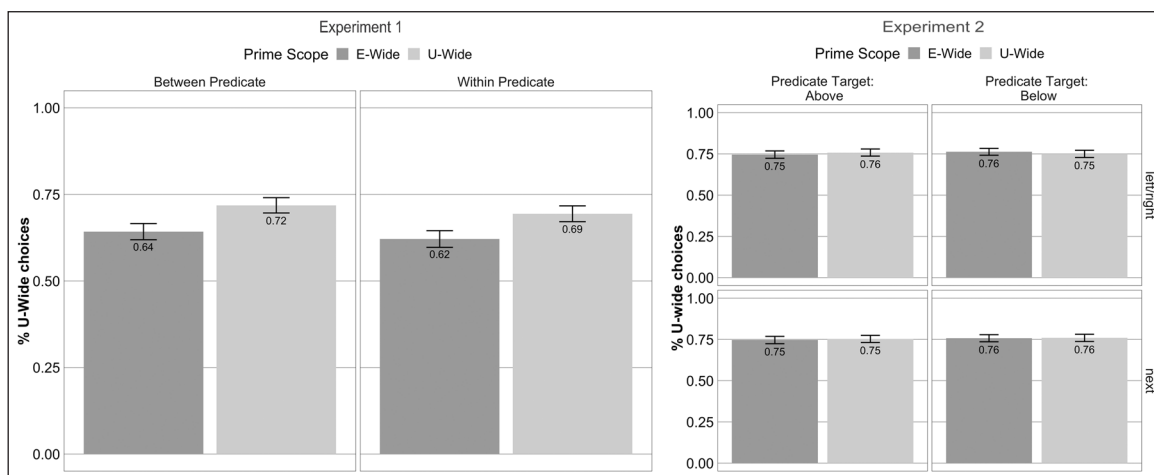 Experiment 1
Prime Scope E-Wide U-Wide
Between Predicate Within Predicate
% U-Wide choices
1.00
0.75
0.50
0.25
0.00
0.64
0.72
0.62
0.69
Experiment 2
Prime Scope E-Wide U-Wide
Predicate Target:
Above
Predicate Target:
Below
% U-wide choices
1.00
0.75
0.50
0.25
0.00
0.75
0.76
0.76
0.75
left/right
1.00
0.75
0.50
0.25
0.00
0.75
0.75
0.76
0.76
next